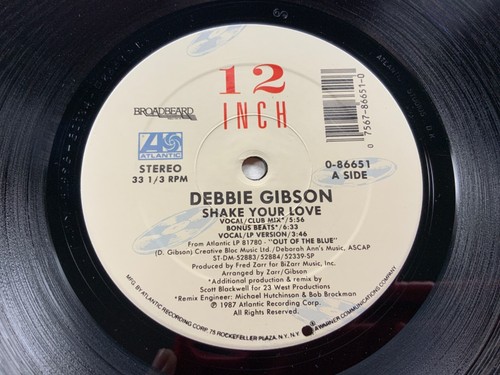 12
INCH
BROADBEARD
ATLANTIC
STEREO
33 1/3 RPM
0 7567-86651-0
0-86651
A SIDE
DEBBIE GIBSON
SHAKE YOUR LOVE
VOCAL/CLUB MIX*/5:56
BONUS BEATS*/6:33
VOCAL/LP VERSION/3:46
From Atlantic LP 81780 - "OUT OF THE BLUE"
(D. Gibson) Creative Bloc Music Ltd./Deborah Ann's Music, ASCAP
ST-DM-52883/52884/52339-SP
Produced by Fred Zarr for BiZarr Music, Inc.
Arranged by Zarr/Gibson
*Additional production & remix by
Scott Blackwell for 23 West Productions
*Remix Engineer: Michael Hutchinson & Bob Brockman
℗ 1987 Atlantic Recording Corp.
All Rights Reserved.
MFG. BY ATLANTIC RECORDING CORP. 75 ROCKEFELLER PLAZA, N.Y., N.Y. A WARNER COMMUNICATIONS COMPANY